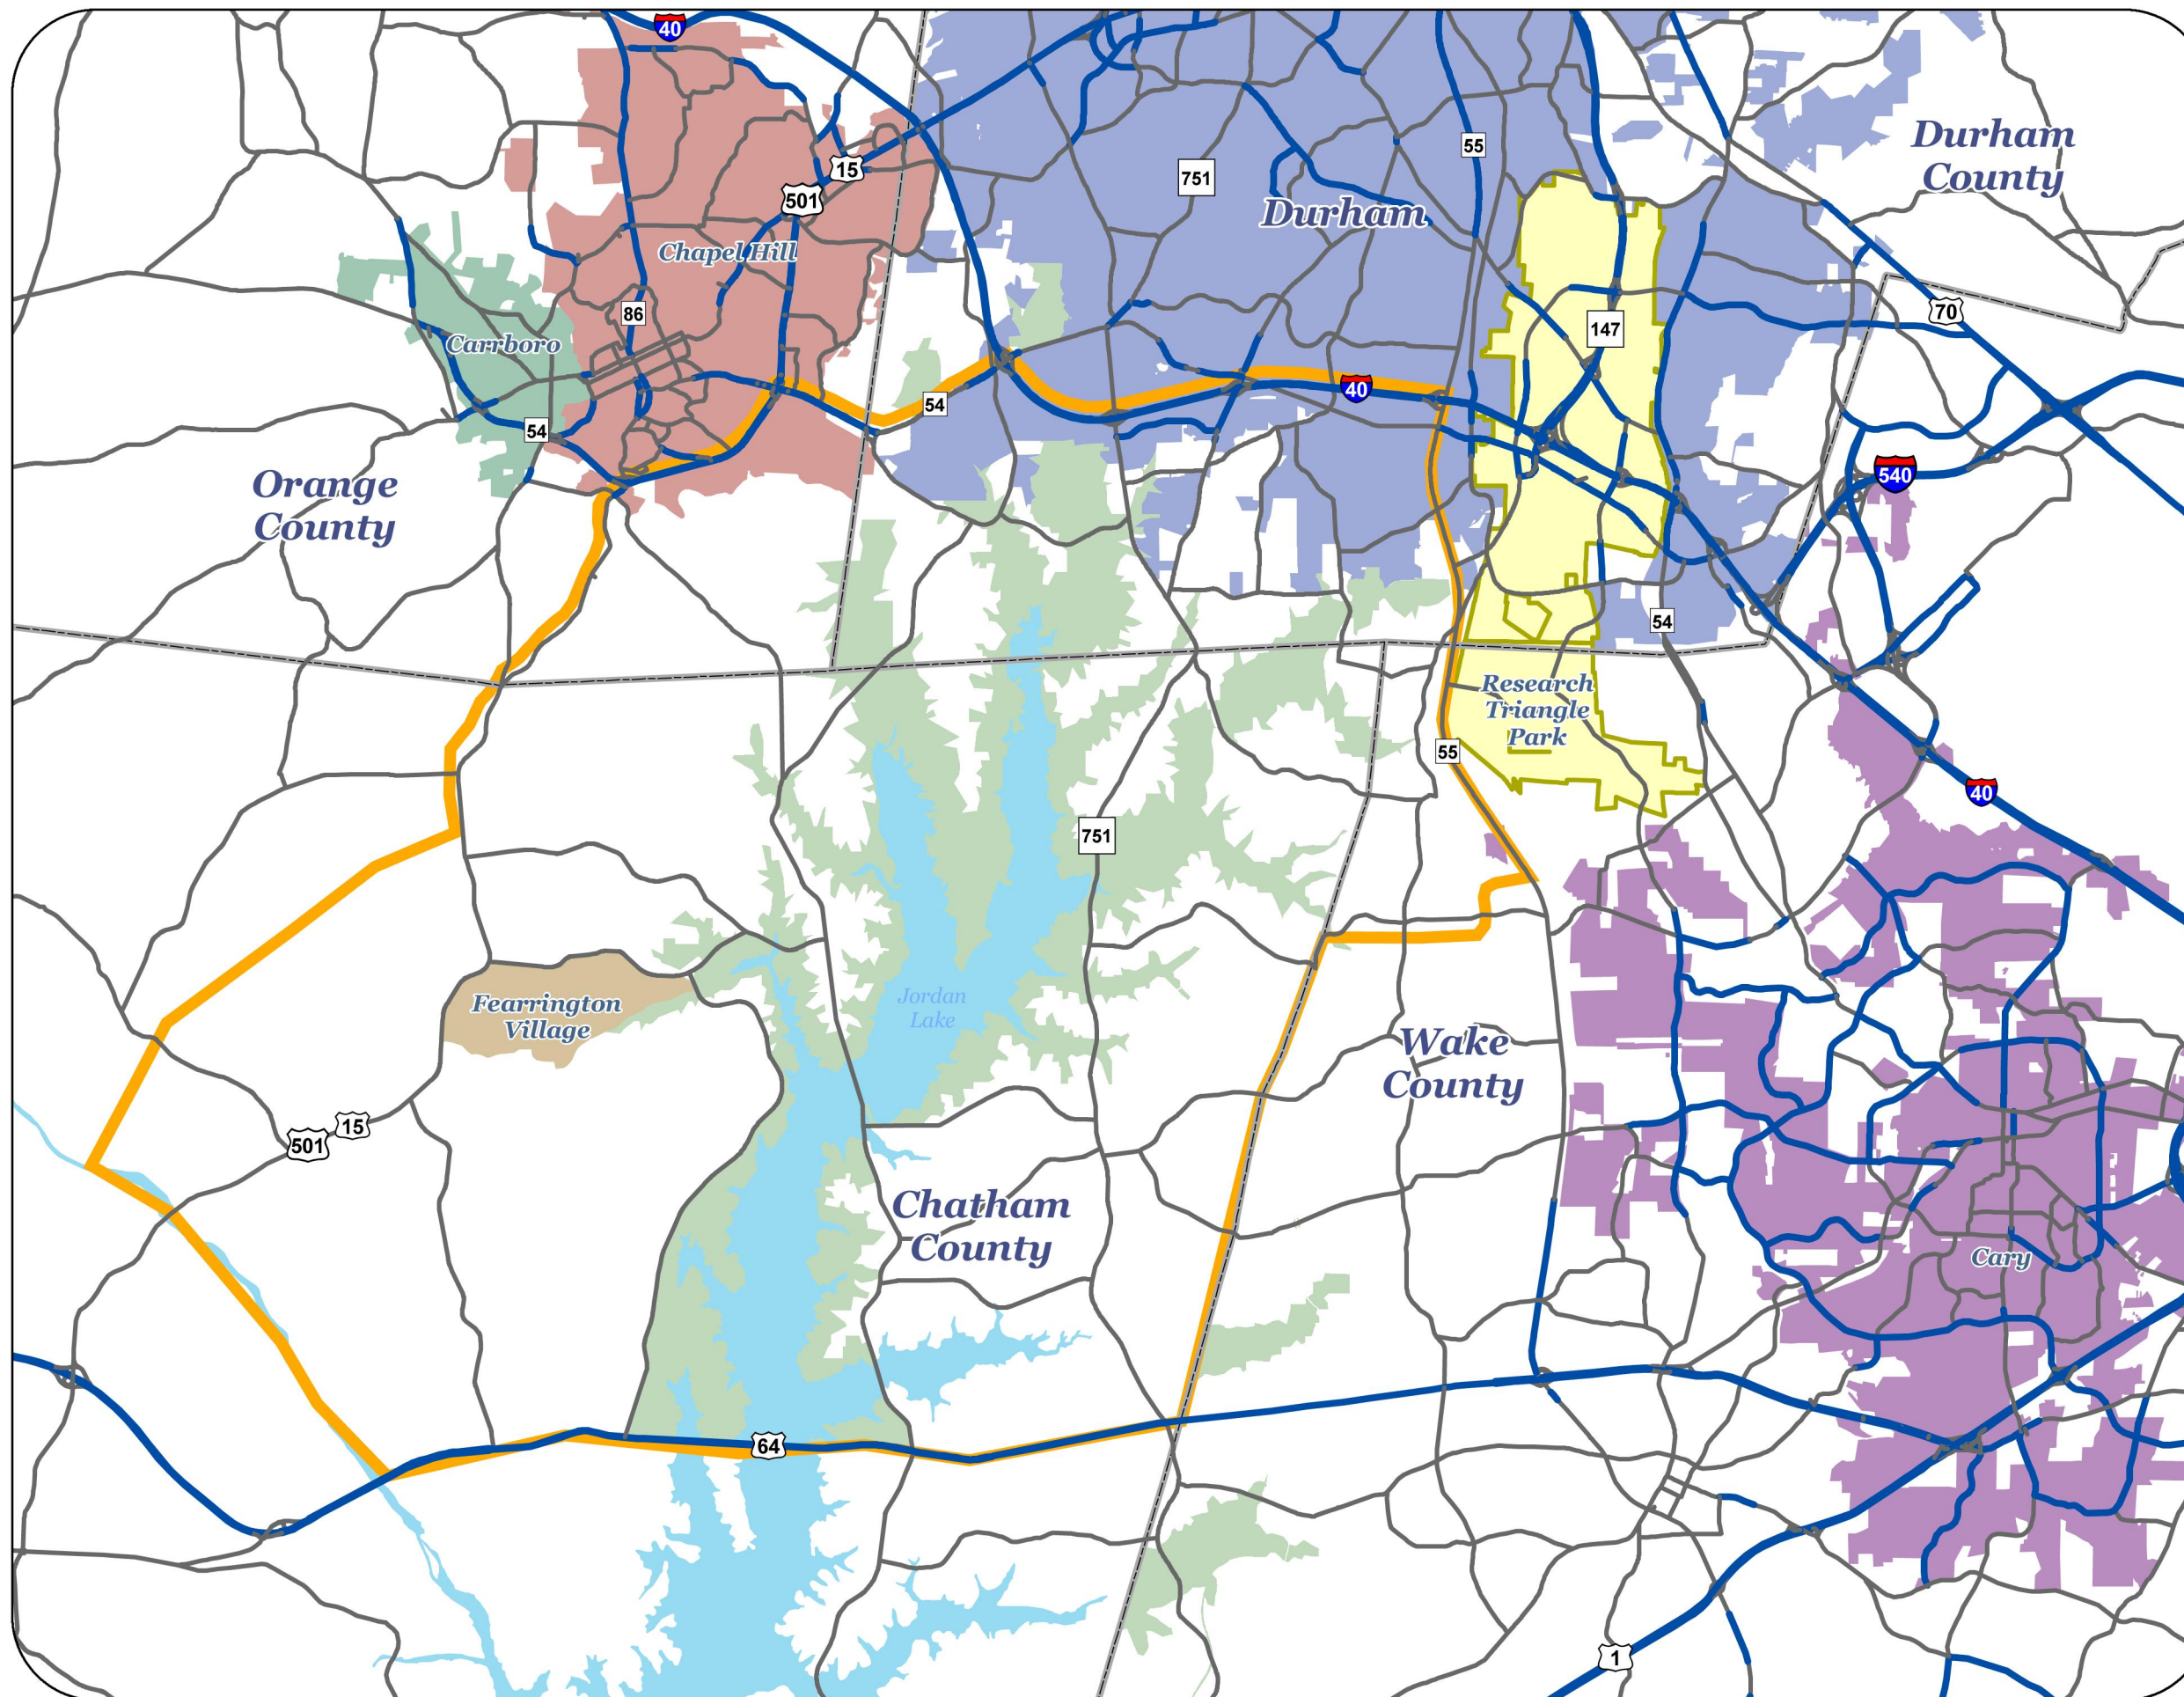 40
Durham
County
15
55
751
501
Durham
Chapel Hill
70
86
147
Carrboro
40
54
54
540
Orange
County
54
Research
Triangle
Park
55
40
751
Jordan
Lake
Fearrington
Village
Wake
County
15
501
Chatham
County
Cary
64
1